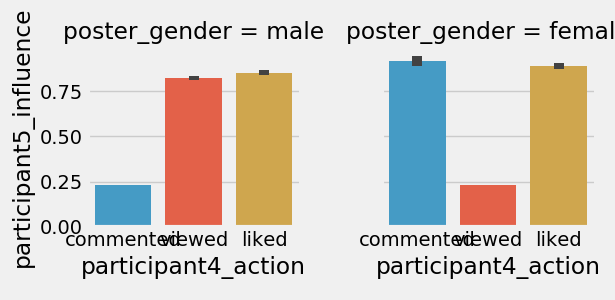 poster_gender = male
poster_gender = femal
participant5_influence
0.75
0.50
0.25
0.00
commented
viewed
liked
commented
viewed
liked
participant4_action
participant4_action